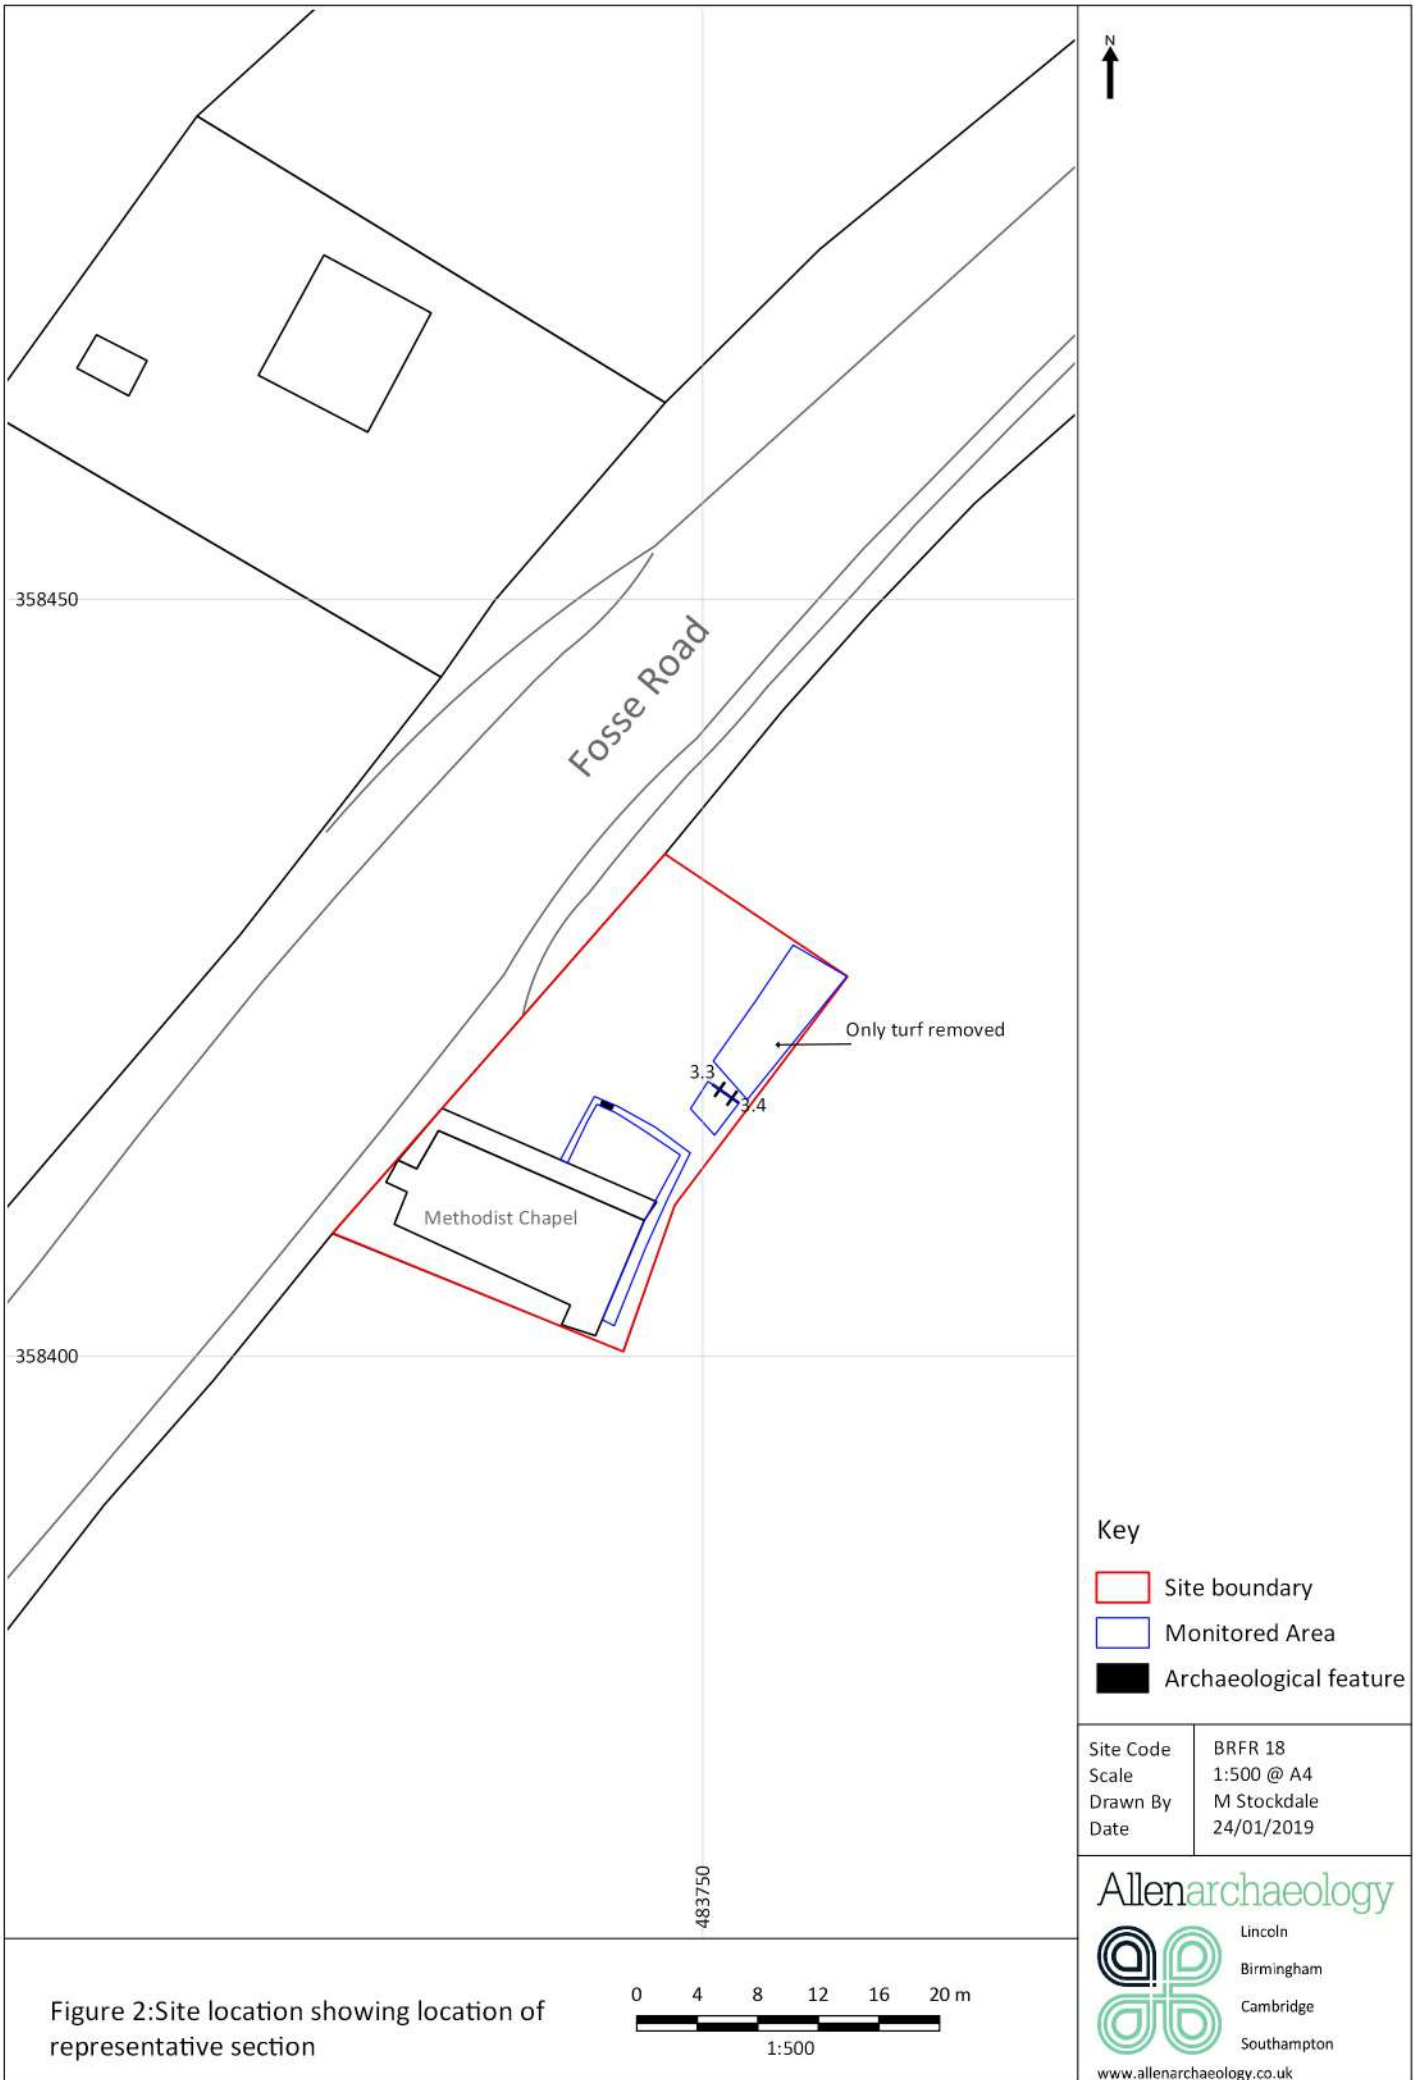 N
358450
Fosse Road
Only turf removed
3.3
3.4
Methodist Chapel
358400
483750
Key
Site boundary
Monitored Area
Archaeological feature
Site Code BRFR 18
Scale 1:500 @ A4
Drawn By M Stockdale
Date 24/01/2019
Allenarchaeology
Lincoln
Birmingham
Cambridge
Southampton
www.allenarchaeology.co.uk
Figure 2:Site location showing location of
representative section
0 4 8 12 16 20 m
1:500